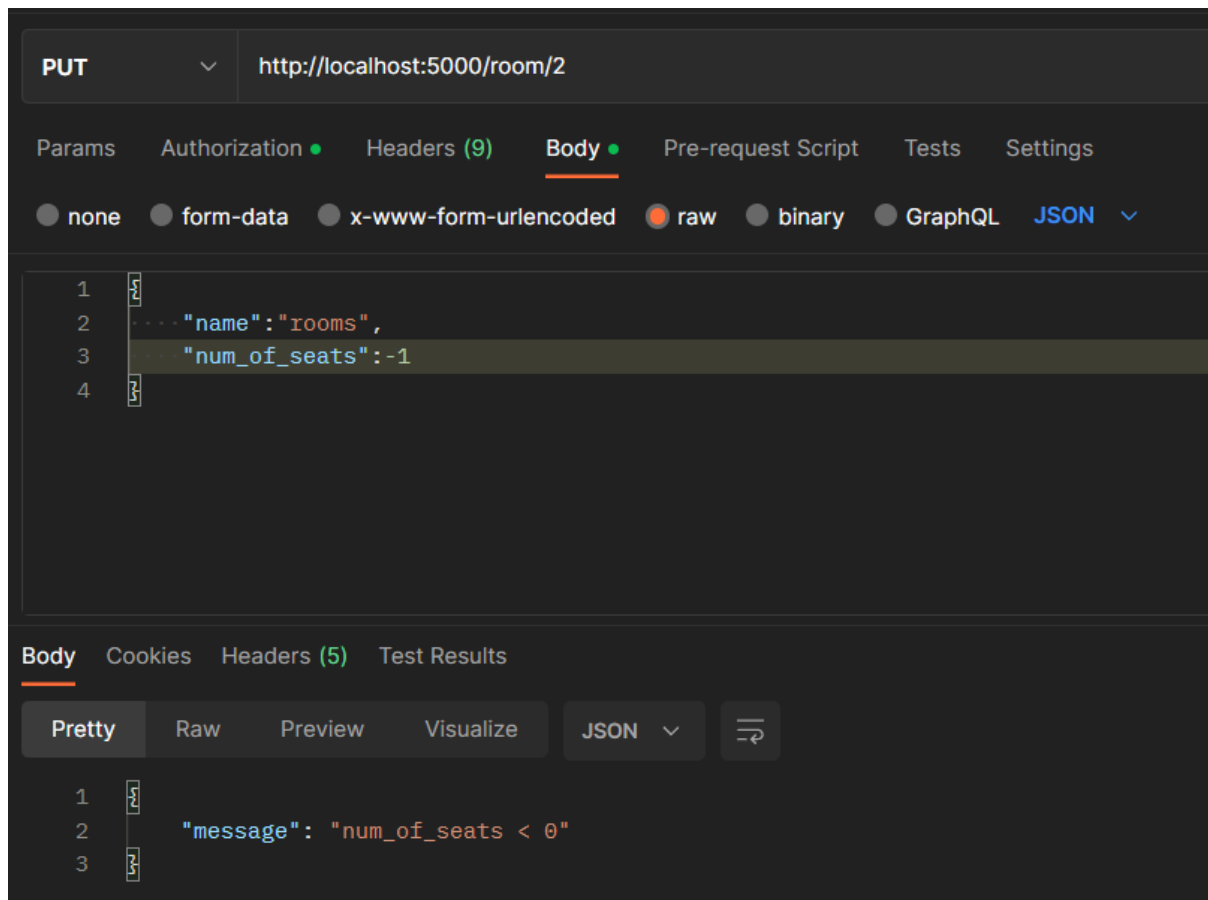 PUT http://localhost:5000/room/2
Params Authorization Headers (9) Body Pre-request Script Tests Settings
none form-data x-www-form-urlencoded raw binary GraphQL JSON
1 {
2 "name":"rooms",
3 "num_of_seats":-1
4 }
Body Cookies Headers (5) Test Results
Pretty Raw Preview Visualize JSON
1 {
2 "message": "num_of_seats < 0"
3 }